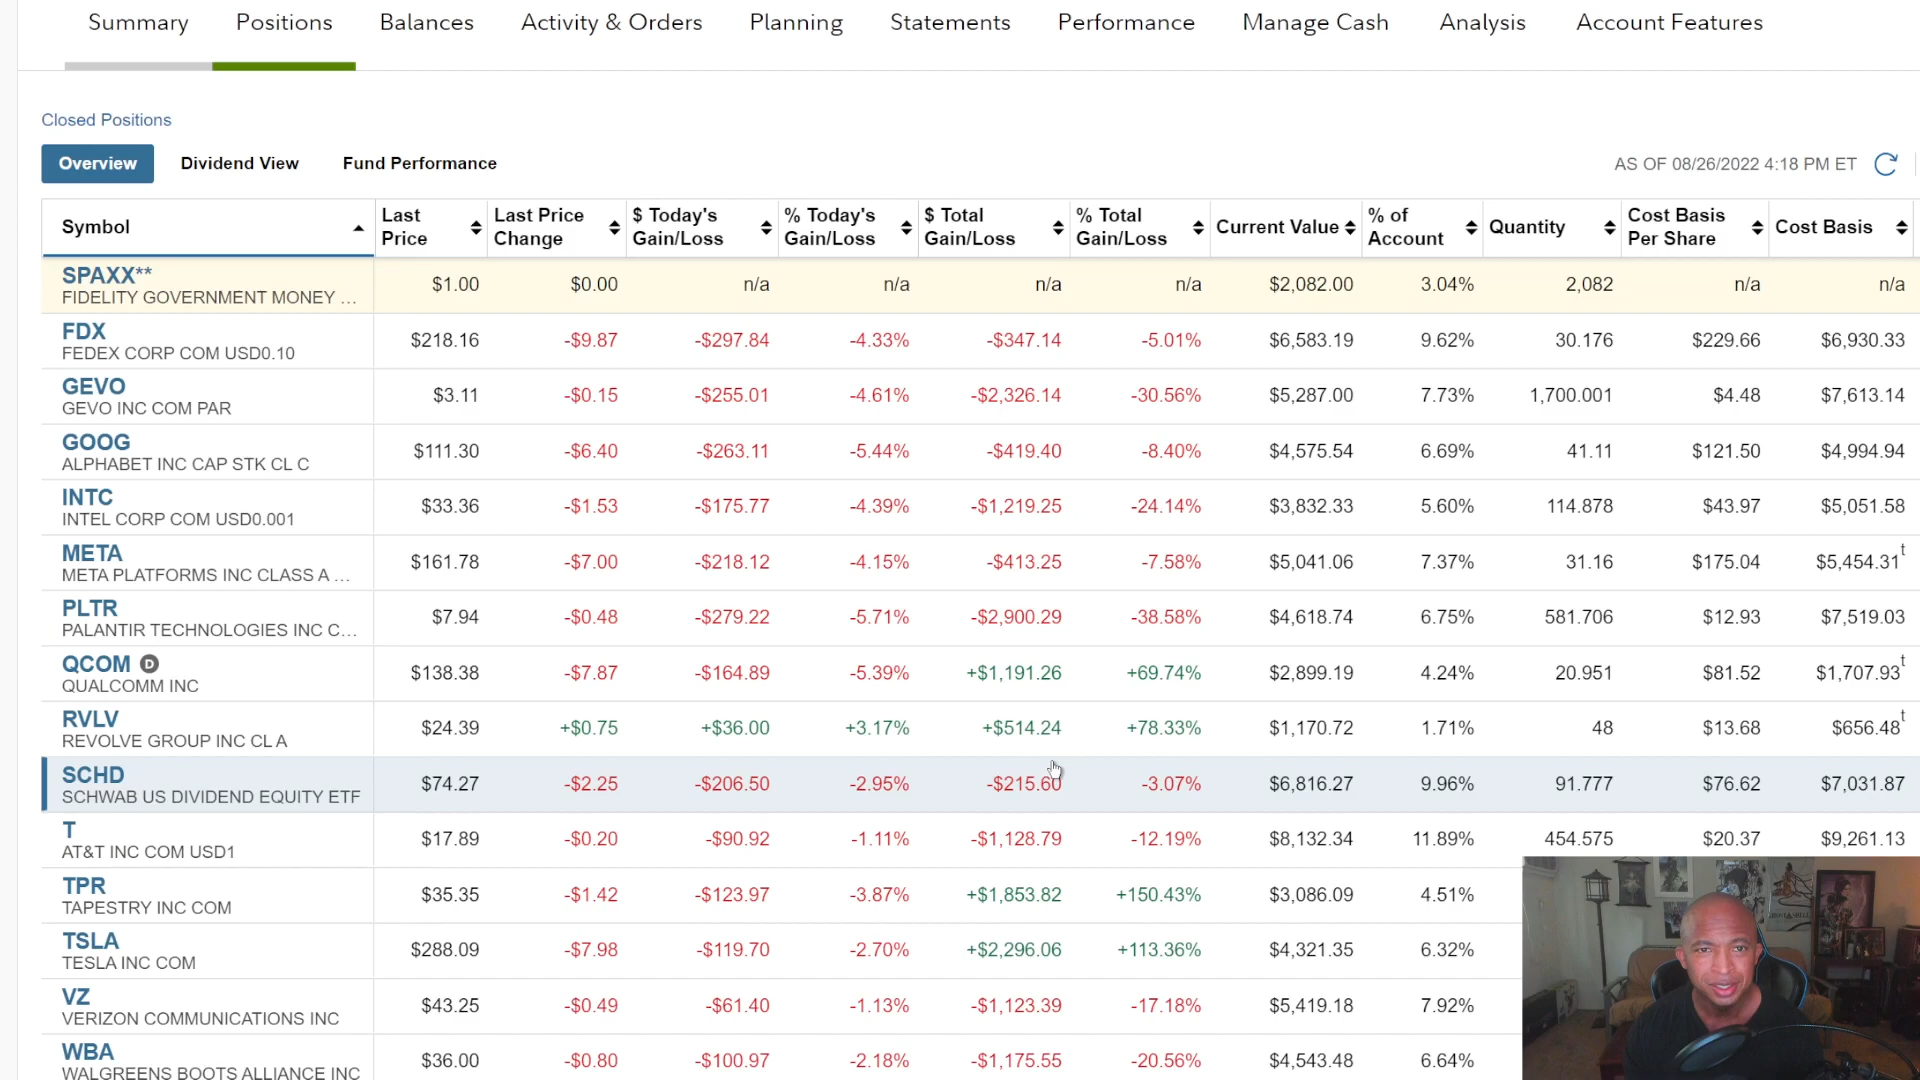 Summary Positions Balances Activity & Orders Planning Statements Performance Manage Cash Analysis Account Features
Closed Positions
Overview Dividend View Fund Performance AS OF 08/26/2022 4:18 PM ET
Symbol Last Price Last Price Change $ Today's Gain/Loss % Today's Gain/Loss $ Total Gain/Loss % Total Gain/Loss Current Value % of Account Quantity Cost Basis Per Share Cost Basis
SPAXX** $1.00 $0.00 n/a n/a n/a n/a $2,082.00 3.04% 2,082 n/a n/a
FIDELITY GOVERNMENT MONEY ...
FDX $218.16 -$9.87 -$297.84 -4.33% -$347.14 -5.01% $6,583.19 9.62% 30.176 $229.66 $6,930.33
FEDEX CORP COM USD0.10
GEVO $3.11 -$0.15 -$255.01 -4.61% -$2,326.14 -30.56% $5,287.00 7.73% 1,700.001 $4.48 $7,613.14
GEVO INC COM PAR
GOOG $111.30 -$6.40 -$263.11 -5.44% -$419.40 -8.40% $4,575.54 6.69% 41.11 $121.50 $4,994.94
ALPHABET INC CAP STK CL C
INTC $33.36 -$1.53 -$175.77 -4.39% -$1,219.25 -24.14% $3,832.33 5.60% 114.878 $43.97 $5,051.58
INTEL CORP COM USD0.001
META $161.78 -$7.00 -$218.12 -4.15% -$413.25 -7.58% $5,041.06 7.37% 31.16 $175.04 $5,454.31t
META PLATFORMS INC CLASS A ...
PLTR $7.94 -$0.48 -$279.22 -5.71% -$2,900.29 -38.58% $4,618.74 6.75% 581.706 $12.93 $7,519.03
PALANTIR TECHNOLOGIES INC C...
QCOM D $138.38 -$7.87 -$164.89 -5.39% +$1,191.26 +69.74% $2,899.19 4.24% 20.951 $81.52 $1,707.93t
QUALCOMM INC
RVLV $24.39 +$0.75 +$36.00 +3.17% +$514.24 +78.33% $1,170.72 1.71% 48 $13.68 $656.48t
REVOLVE GROUP INC CL A
SCHD $74.27 -$2.25 -$206.50 -2.95% -$215.60 -3.07% $6,816.27 9.96% 91.777 $76.62 $7,031.87
SCHWAB US DIVIDEND EQUITY ETF
T $17.89 -$0.20 -$90.92 -1.11% -$1,128.79 -12.19% $8,132.34 11.89% 454.575 $20.37 $9,261.13
AT&T INC COM USD1
TPR $35.35 -$1.42 -$123.97 -3.87% +$1,853.82 +150.43% $3,086.09 4.51%
TAPESTRY INC COM
TSLA $288.09 -$7.98 -$119.70 -2.70% +$2,296.06 +113.36% $4,321.35 6.32%
TESLA INC COM
VZ $43.25 -$0.49 -$61.40 -1.13% -$1,123.39 -17.18% $5,419.18 7.92%
VERIZON COMMUNICATIONS INC
WBA $36.00 -$0.80 -$100.97 -2.18% -$1,175.55 -20.56% $4,543.48 6.64%
WALGREENS BOOTS ALLIANCE INC